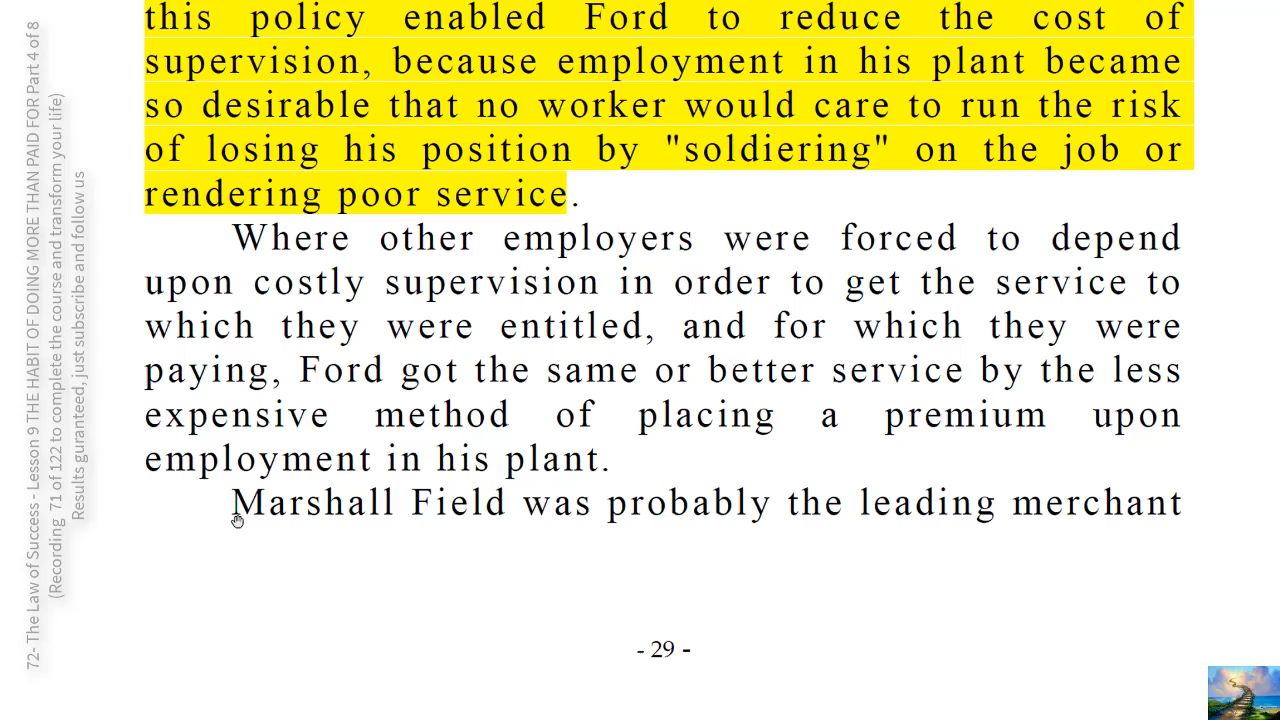 this policy enabled Ford to reduce the cost of
supervision, because employment in his plant became
so desirable that no worker would care to run the risk
of losing his position by "soldiering" on the job or
rendering poor service.
Where other employers were forced to depend
upon costly supervision in order to get the service to
which they were entitled, and for which they were
paying, Ford got the same or better service by the less
expensive method of placing a premium upon
employment in his plant.
Marshall Field was probably the leading merchant
- 29 -
72- The Law of Success - Lesson 9 THE HABIT OF DOING MORE THAN PAID FOR Part 4 of 8
(Recording 71 of 122 to complete the course and transform your life)
Results guranteed, just subscribe and follow us